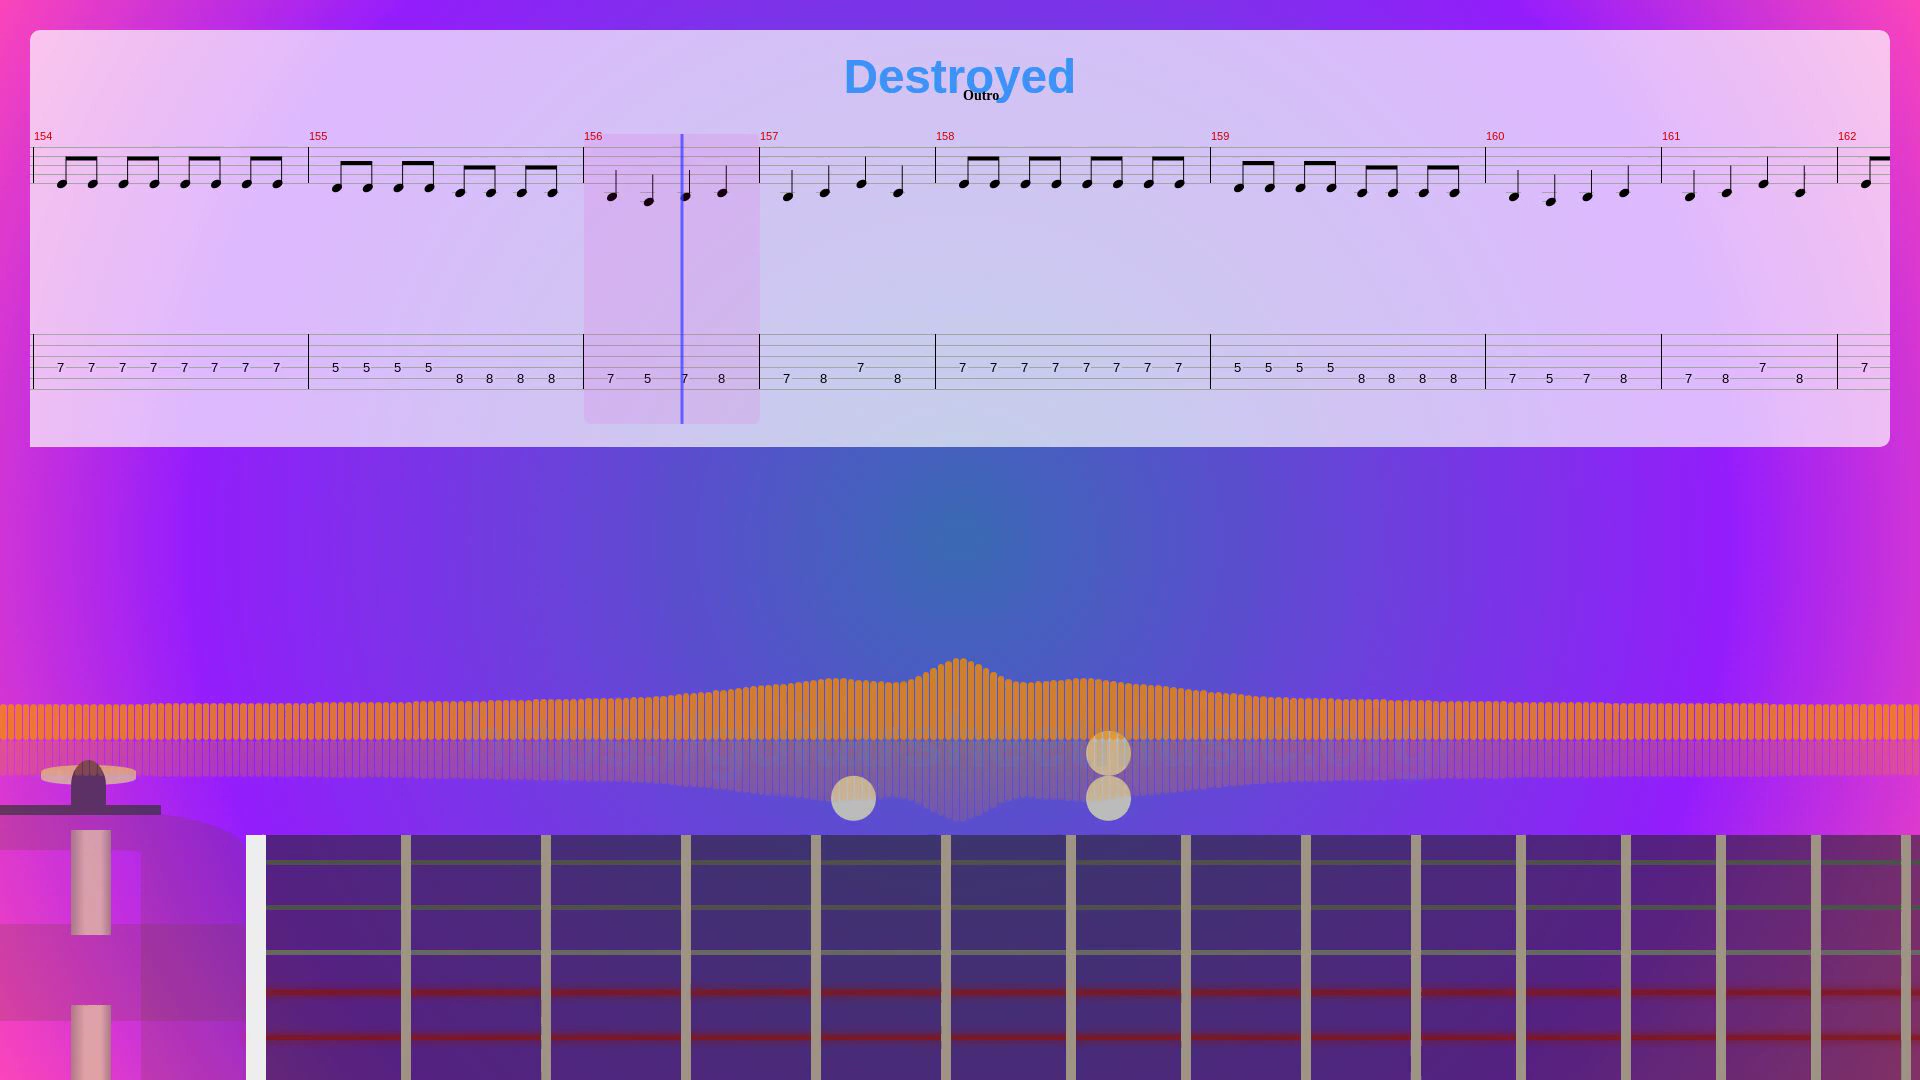 Destroyed
Outro
154 155 156 157 158 159 160 161 162
7 7 7 7 7 7 7 7 5 5 5 5 7 7 7 7 7 7 7 7 7 5 5 5 5 7 7
8 8 8 8 7 5 7 8 7 8 8 8 8 8 8 7 5 7 8 7 8 8